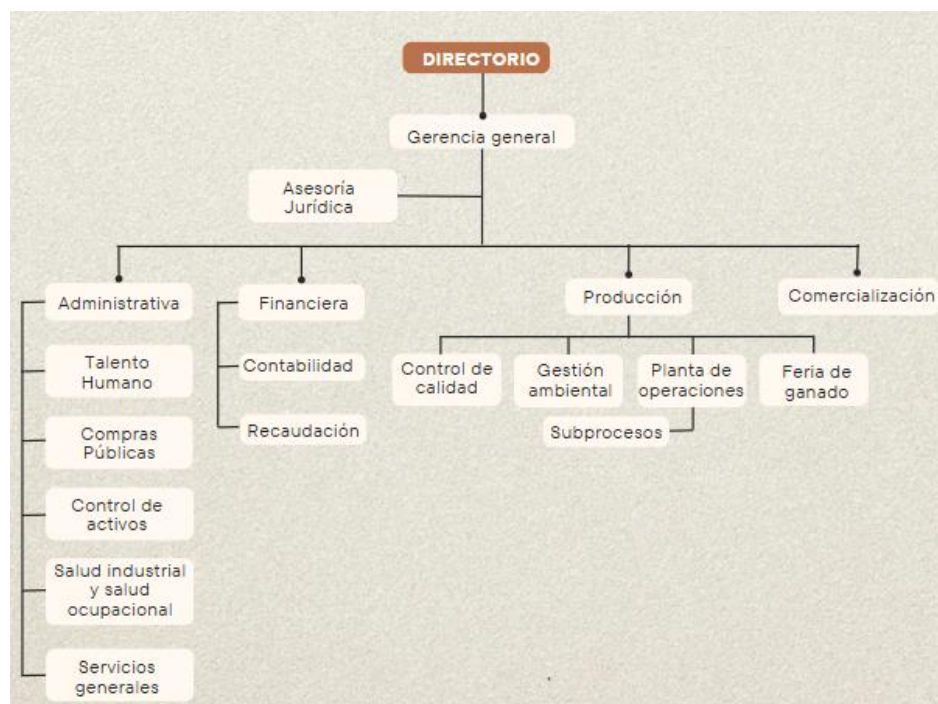 DIRECTORIO
Gerencia general
Asesoría
Jurídica
Administrativa
Financiera
Producción
Comercialización
Talento
Humano
Contabilidad
Control de
calidad
Gestión
ambiental
Planta de
operaciones
Feria de
ganado
Compras
Públicas
Recaudación
Subprocesos
Control de
activos
Salud industrial
y salud
ocupacional
Servicios
generales